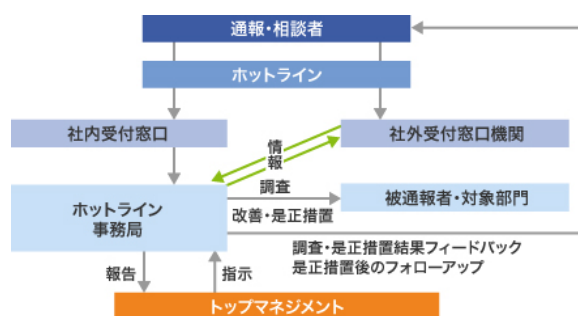 通報・相談者
ホットライン
社内受付窓口
社外受付窓口機関
情報
調査
改善・是正措置
被通報者・対象部門
ホットライン
事務局
調査・是正措置結果フィードバック
是正措置後のフォローアップ
報告
指示
トップマネジメント